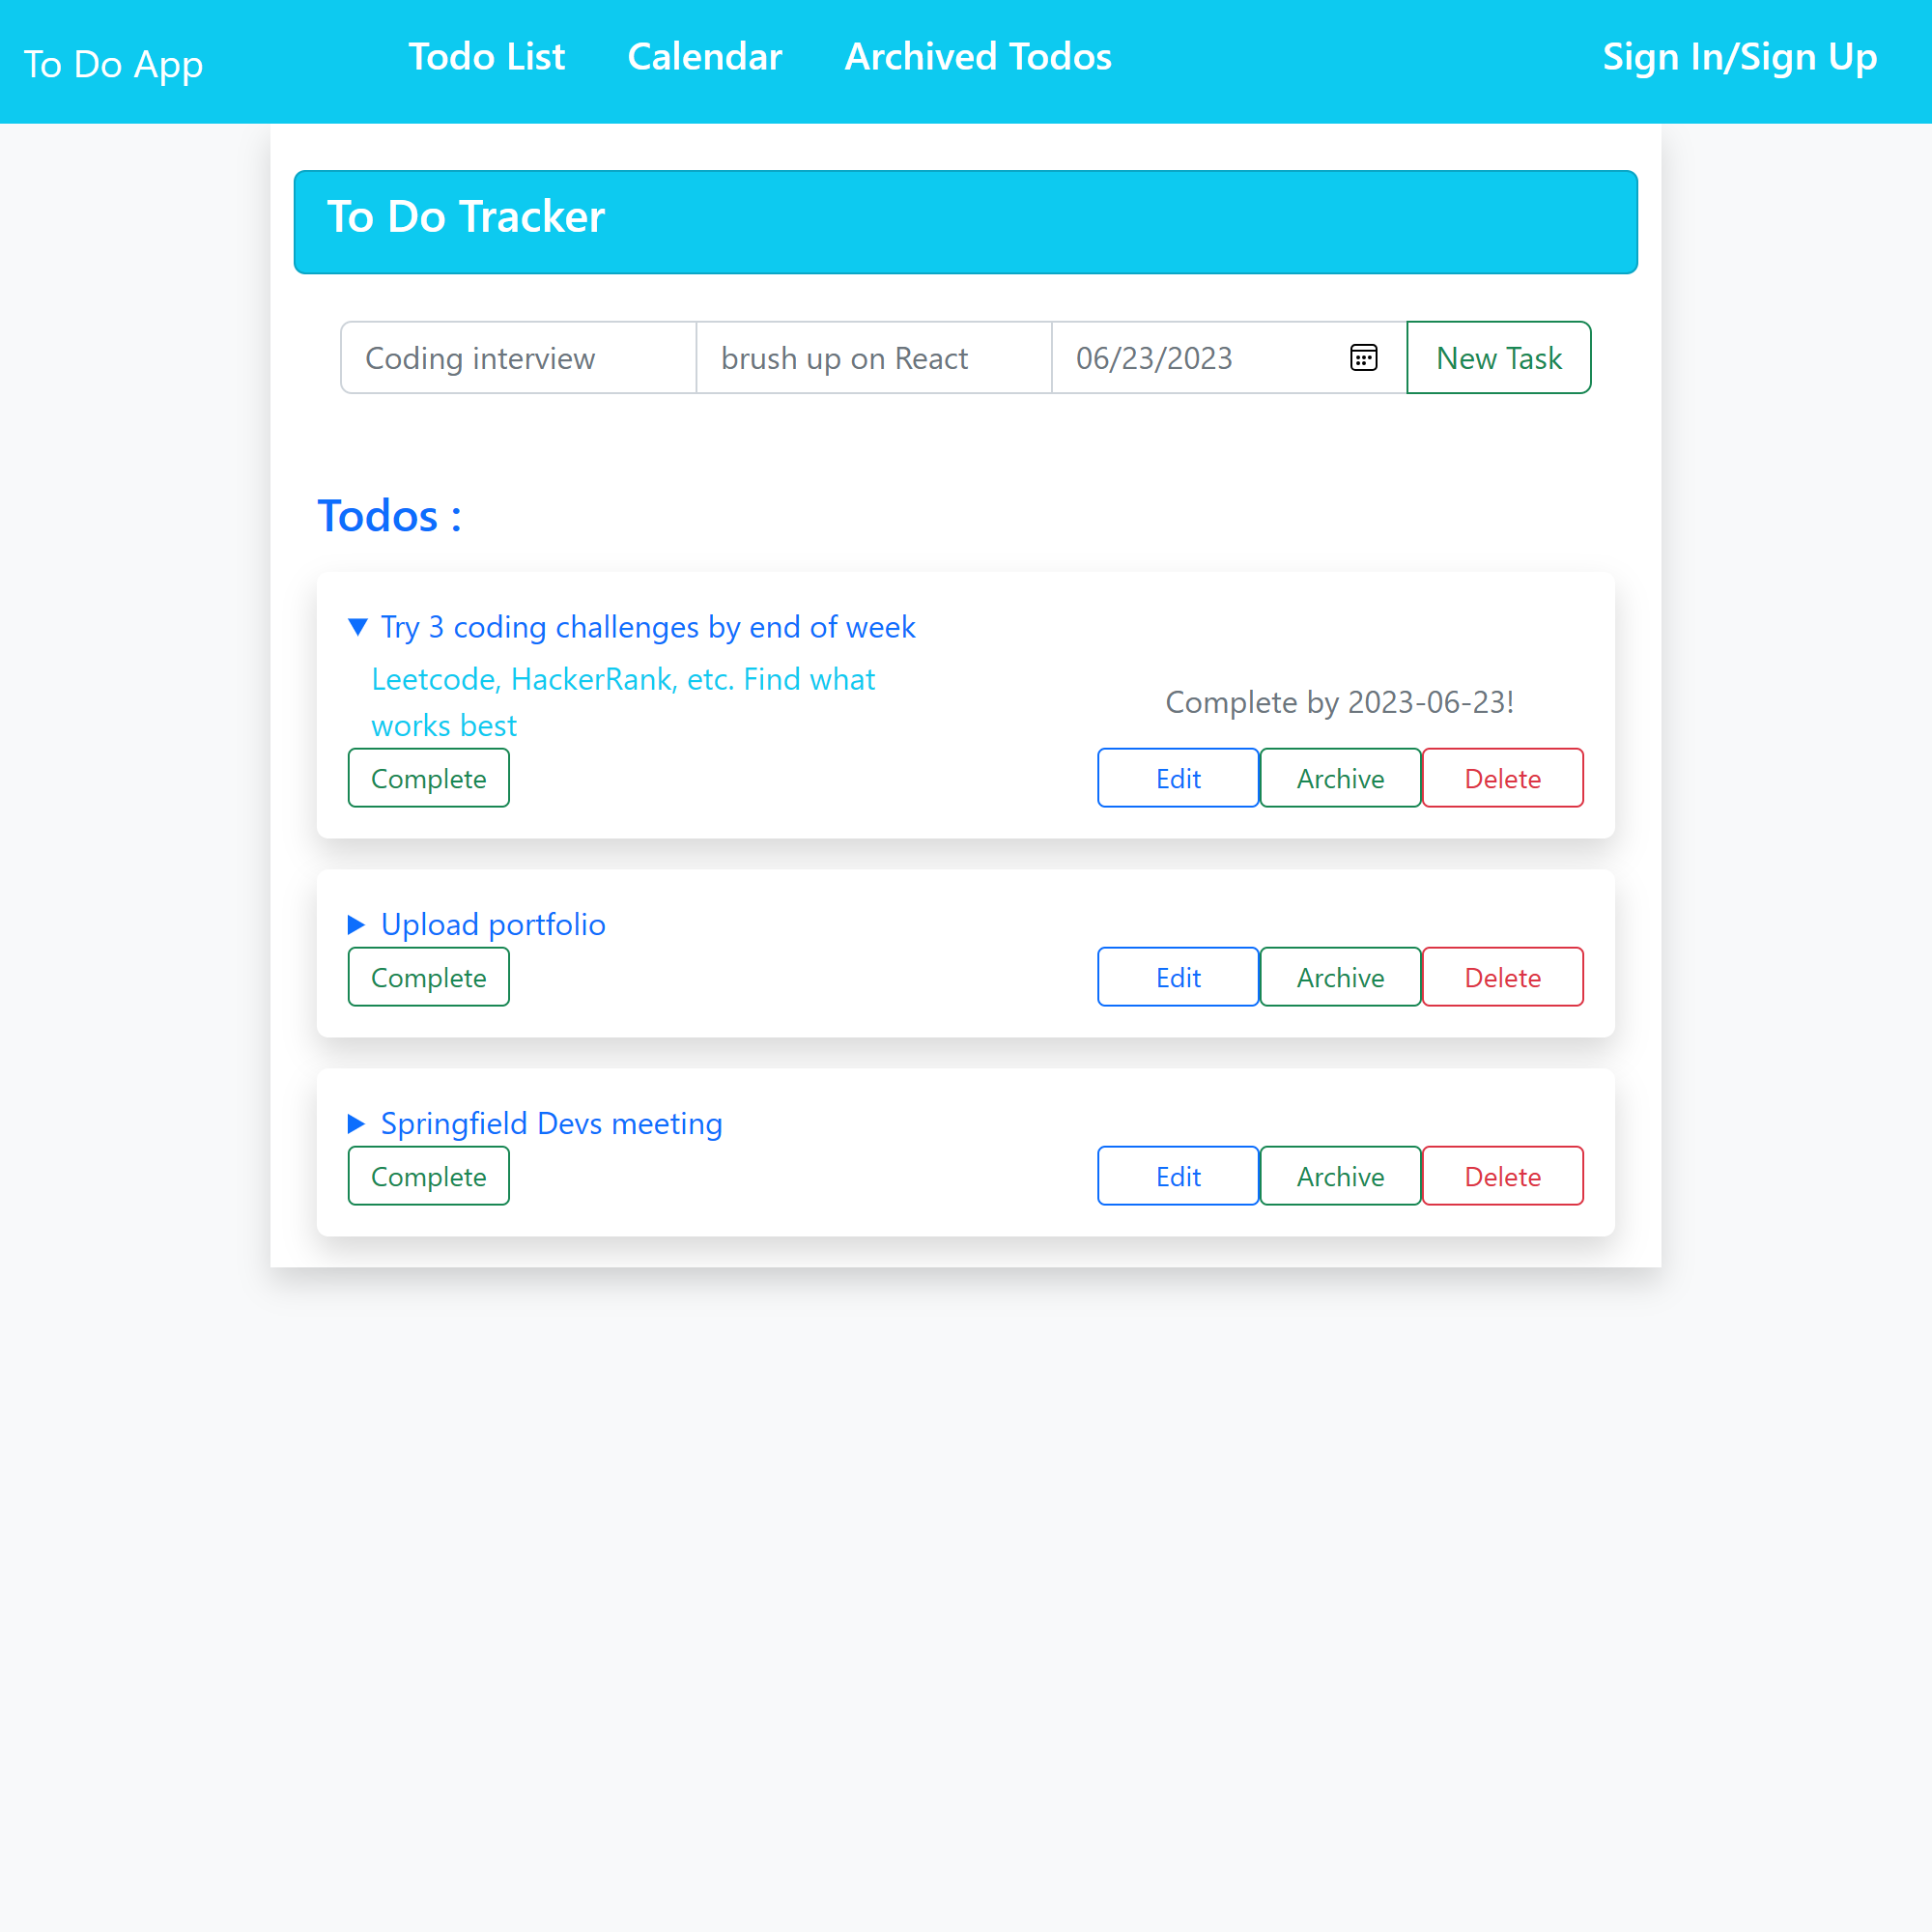 To Do App
Todo List
Calendar
Archived Todos
Sign In/Sign Up
To Do Tracker
Coding interview
brush up on React
06/23/2023
New Task
Todos :
Try 3 coding challenges by end of week
Leetcode, HackerRank, etc. Find what
works best
Complete by 2023-06-23!
Complete
Edit
Archive
Delete
Upload portfolio
Complete
Edit
Archive
Delete
Springfield Devs meeting
Complete
Edit
Archive
Delete